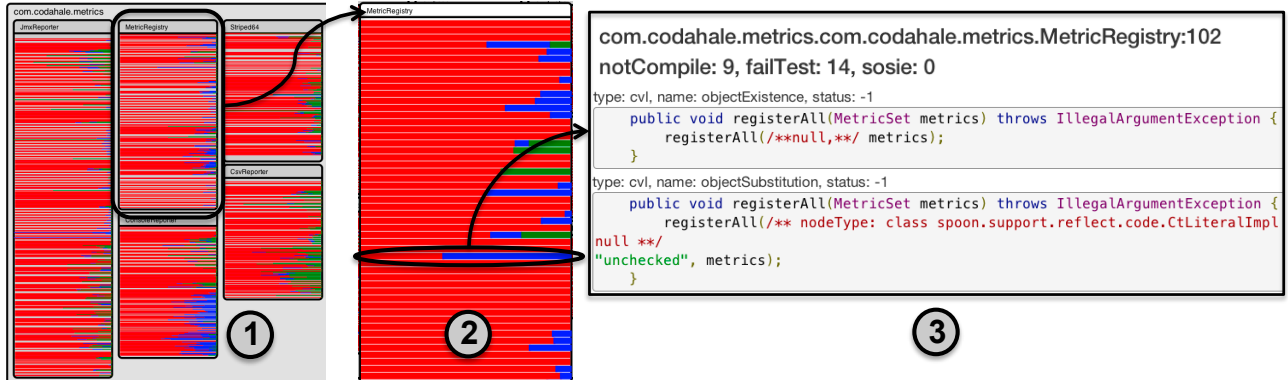 com.codahale.metrics
JmxReporter
MetricRegistry
Striped64
CsvReporter
ConsoleReporter
1
MetricRegistry
2
com.codahale.metrics.com.codahale.metrics.MetricRegistry:102
notCompile: 9, failTest: 14, sosie: 0
type: cvl, name: objectExistence, status: -1
public void registerAll(MetricSet metrics) throws IllegalArgumentException {
registerAll(/**null,**/ metrics);
}
type: cvl, name: objectSubstitution, status: -1
public void registerAll(MetricSet metrics) throws IllegalArgumentException {
registerAll(/** nodeType: class spoon.support.reflect.code.CtLiteralImpl
null **/
"unchecked", metrics);
}
3